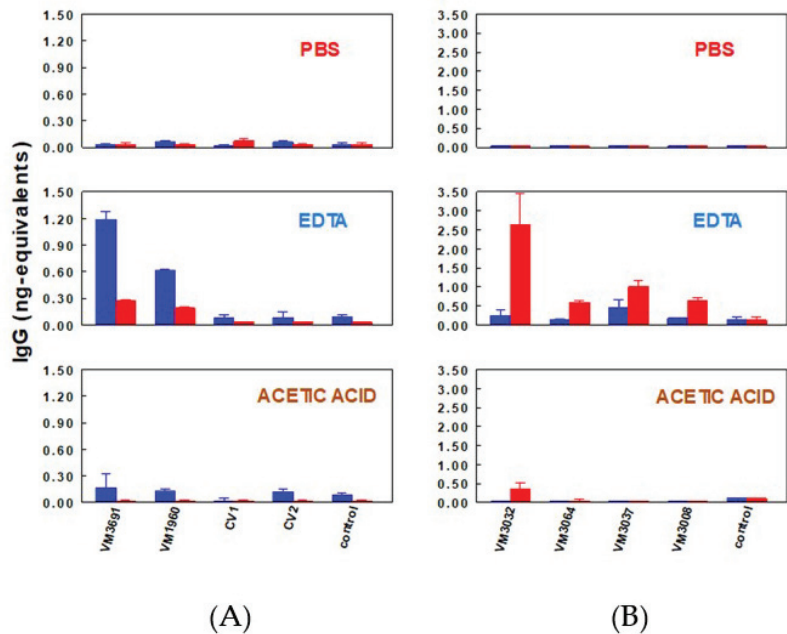 IgG (ng-equivalents)
1.50
1.20
0.90
0.60
0.30
0.00
PBS
1.50
1.20
0.90
0.60
0.30
0.00
EDTA
1.50
1.20
0.90
0.60
0.30
0.00
ACETIC ACID
VM3691
VM1960
CV1
CV2
control
(A)
3.50
3.00
2.50
2.00
1.50
1.00
0.50
0.00
PBS
3.50
3.00
2.50
2.00
1.50
1.00
0.50
0.00
EDTA
3.50
3.00
2.50
2.00
1.50
1.00
0.50
0.00
ACETIC ACID
VM3032
VM3064
VM3037
VM3008
control
(B)